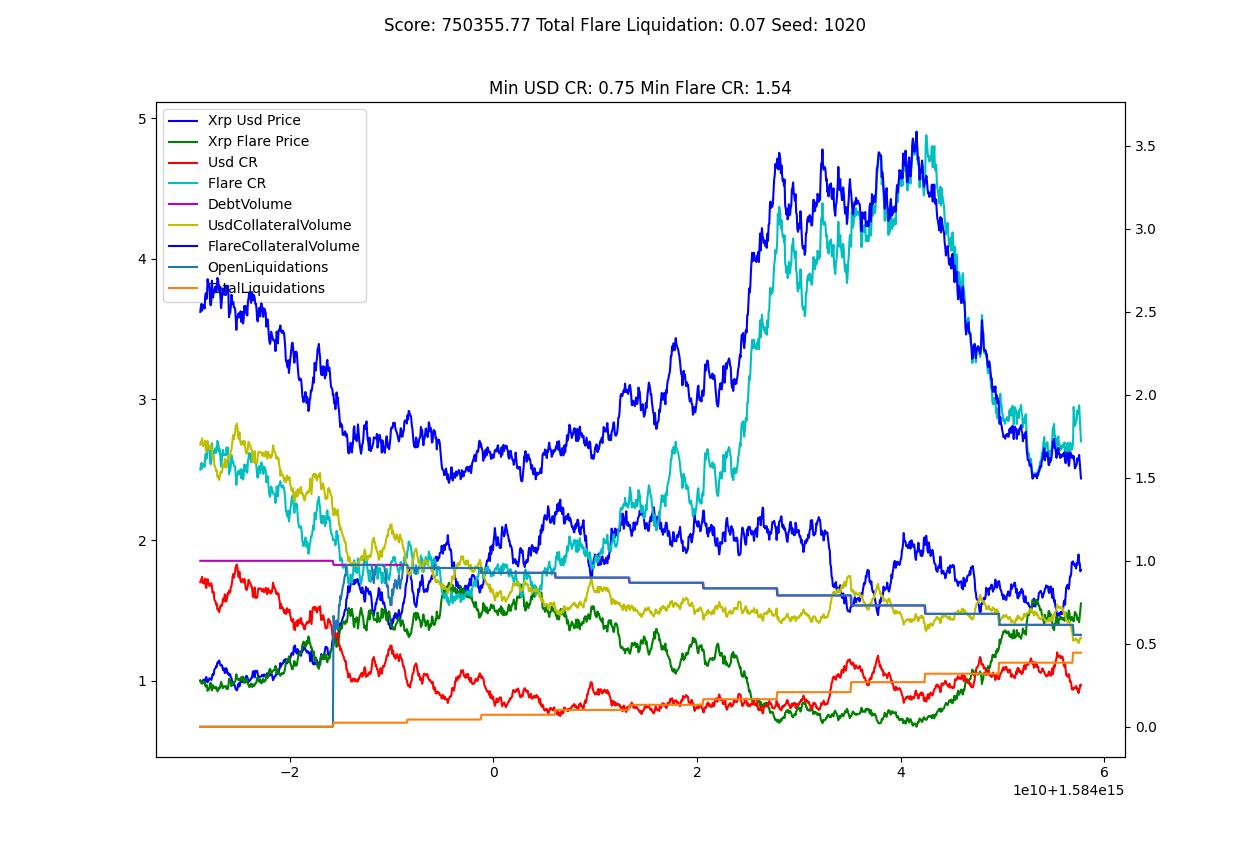 Score: 750355.77 Total Flare Liquidation: 0.07 Seed: 1020
Min USD CR: 0.75 Min Flare CR: 1.54
Xrp Usd Price
Xrp Flare Price
Usd CR
Flare CR
DebtVolume
UsdCollateralVolume
FlareCollateralVolume
OpenLiquidations
TotalLiquidations
5
4
3
2
1
3.5
3.0
2.5
2.0
1.5
1.0
0.5
0.0
−2
0
2
4
6
1e10+1.584e15